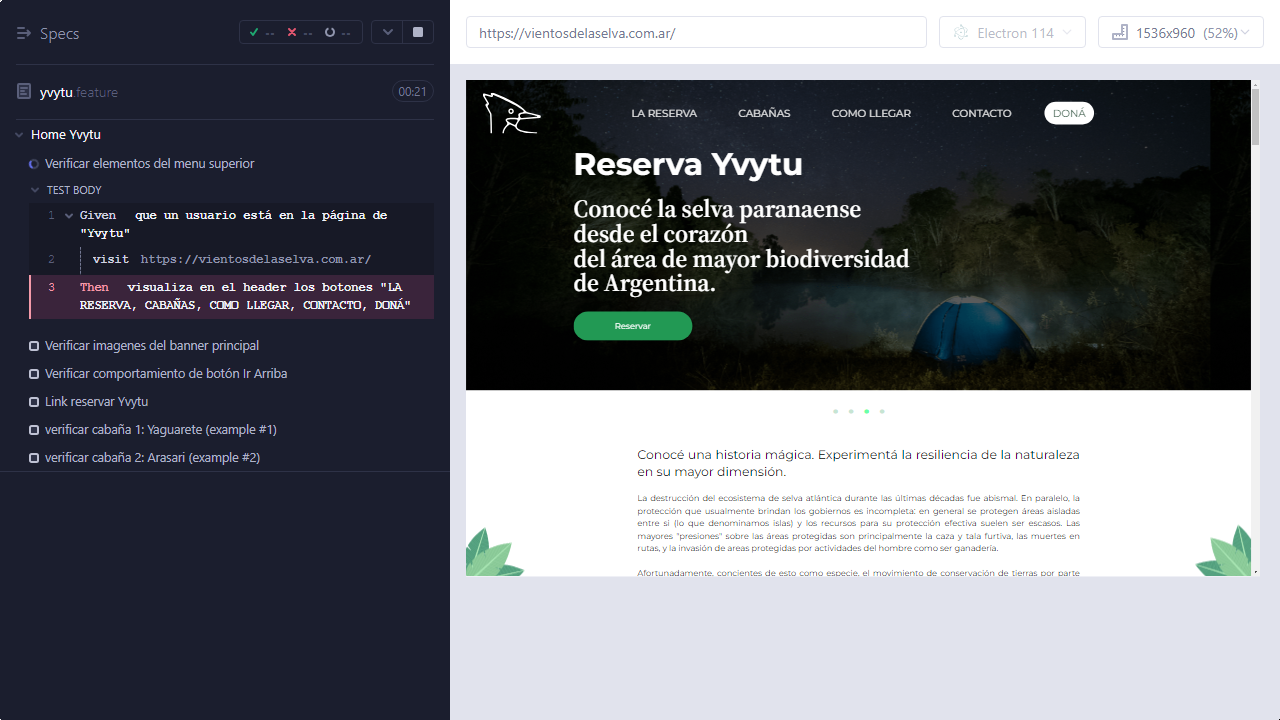 Specs
--
--
--
yvytu.feature
00:21
Home Yvytu
Verificar elementos del menu superior
TEST BODY
1 Given que un usuario está en la página de
"Yvytu"
2 visit https://vientosdelaselva.com.ar/
3 Then visualiza en el header los botones "LA
RESERVA, CABAÑAS, COMO LLEGAR, CONTACTO, DONÁ"
Verificar imagenes del banner principal
Verificar comportamiento de botón Ir Arriba
Link reservar Yvytu
verificar cabaña 1: Yaguarete (example #1)
verificar cabaña 2: Arasari (example #2)
https://vientosdelaselva.com.ar/
Electron 114
1536x960 (52%)
LA RESERVA CABAÑAS COMO LLEGAR CONTACTO DONÁ
Reserva Yvytu
Conocé la selva paranaense
desde el corazón
del área de mayor biodiversidad
de Argentina.
Reservar
Conocé una historia mágica. Experimentá la resiliencia de la naturaleza
en su mayor dimensión.
La destrucción del ecosistema de selva atlántica durante las últimas décadas fue abismal. En paralelo, la
protección que usualmente brindan los gobiernos es incompleta: en general se protegen áreas aisladas
entre sí (lo que denominamos islas) y los recursos para su protección efectiva suelen ser escasos. Las
mayores "presiones" sobre las áreas protegidas son principalmente la caza y tala furtiva, las muertes en
rutas, y la invasión de areas protegidas por actividades del hombre como ser ganadería.
Afortunadamente, concientes de esto como especie, el movimiento de conservación de tierras por parte